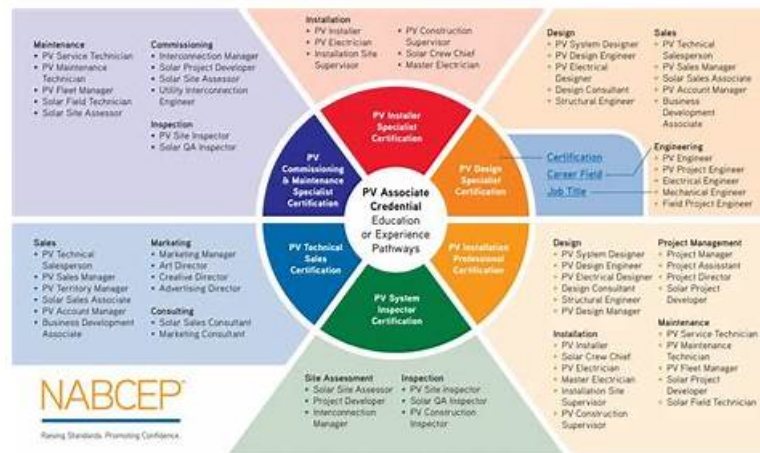 Maintenance
• PV Service Technician
• PV Maintenance
Technician
• PV Fleet Manager
• Solar Field Technician
• Solar Site Assessor
Commissioning
• Interconnection Manager
• Solar Project Developer
• Solar Site Assessor
• Utility Interconnection
Engineer
Inspection
• PV Site Inspector
• Solar QA Inspector
Installation
• PV Installer
• PV Electrician
• Installation Site
Supervisor
• PV Construction
Supervisor
• Solar Crew Chief
• Master Electrician
Design
• PV System Designer
• PV Design Engineer
• PV Electrical
Designer
• Design Consultant
• Structural Engineer
Sales
• PV Technical
Salesperson
• PV Sales Manager
• Solar Sales Associate
• PV Account Manager
• Business
Development
Associate
Engineering
• PV Engineer
• PV Project Engineer
• Electrical Engineer
• Mechanical Engineer
• Field Project Engineer
Certification
Career Field
Job Title
PV Installer
Specialist
Certification
PV
Commissioning
& Maintenance
Specialist
Certification
PV Design
Specialist
Certification
PV Associate
Credential
Education
or Experience
Pathways
PV Technical
Sales
Certification
PV Installation
Professional
Certification
PV System
Inspector
Certification
Sales
• PV Technical
Salesperson
• PV Sales Manager
• PV Territory Manager
• Solar Sales Associate
• PV Account Manager
• Business Development
Associate
Marketing
• Marketing Manager
• Art Director
• Creative Director
• Advertising Director
Consulting
• Solar Sales Consultant
• Marketing Consultant
Design
• PV System Designer
• PV Design Engineer
• PV Electrical Designer
• Design Consultant
• Structural Engineer
• PV Design Manager
Installation
• PV Installer
• Solar Crew Chief
• PV Electrician
• Master Electrician
• Installation Site
Supervisor
• PV Construction
Supervisor
Project Management
• Project Manager
• Project Assisstant
• Project Director
• Solar Project
Developer
Maintenance
• PV Service Technician
• PV Maintenance
Technician
• PV Fleet Manager
• Solar Project
Developer
• Solar Field Technician
Site Assessment
• Solar Site Assessor
• Project Developer
• Interconnection
Manager
Inspection
• PV Site Inspector
• Solar QA Inspector
• PV Construction
Inspector
NABCEP
Raising Standards. Promoting Confidence.